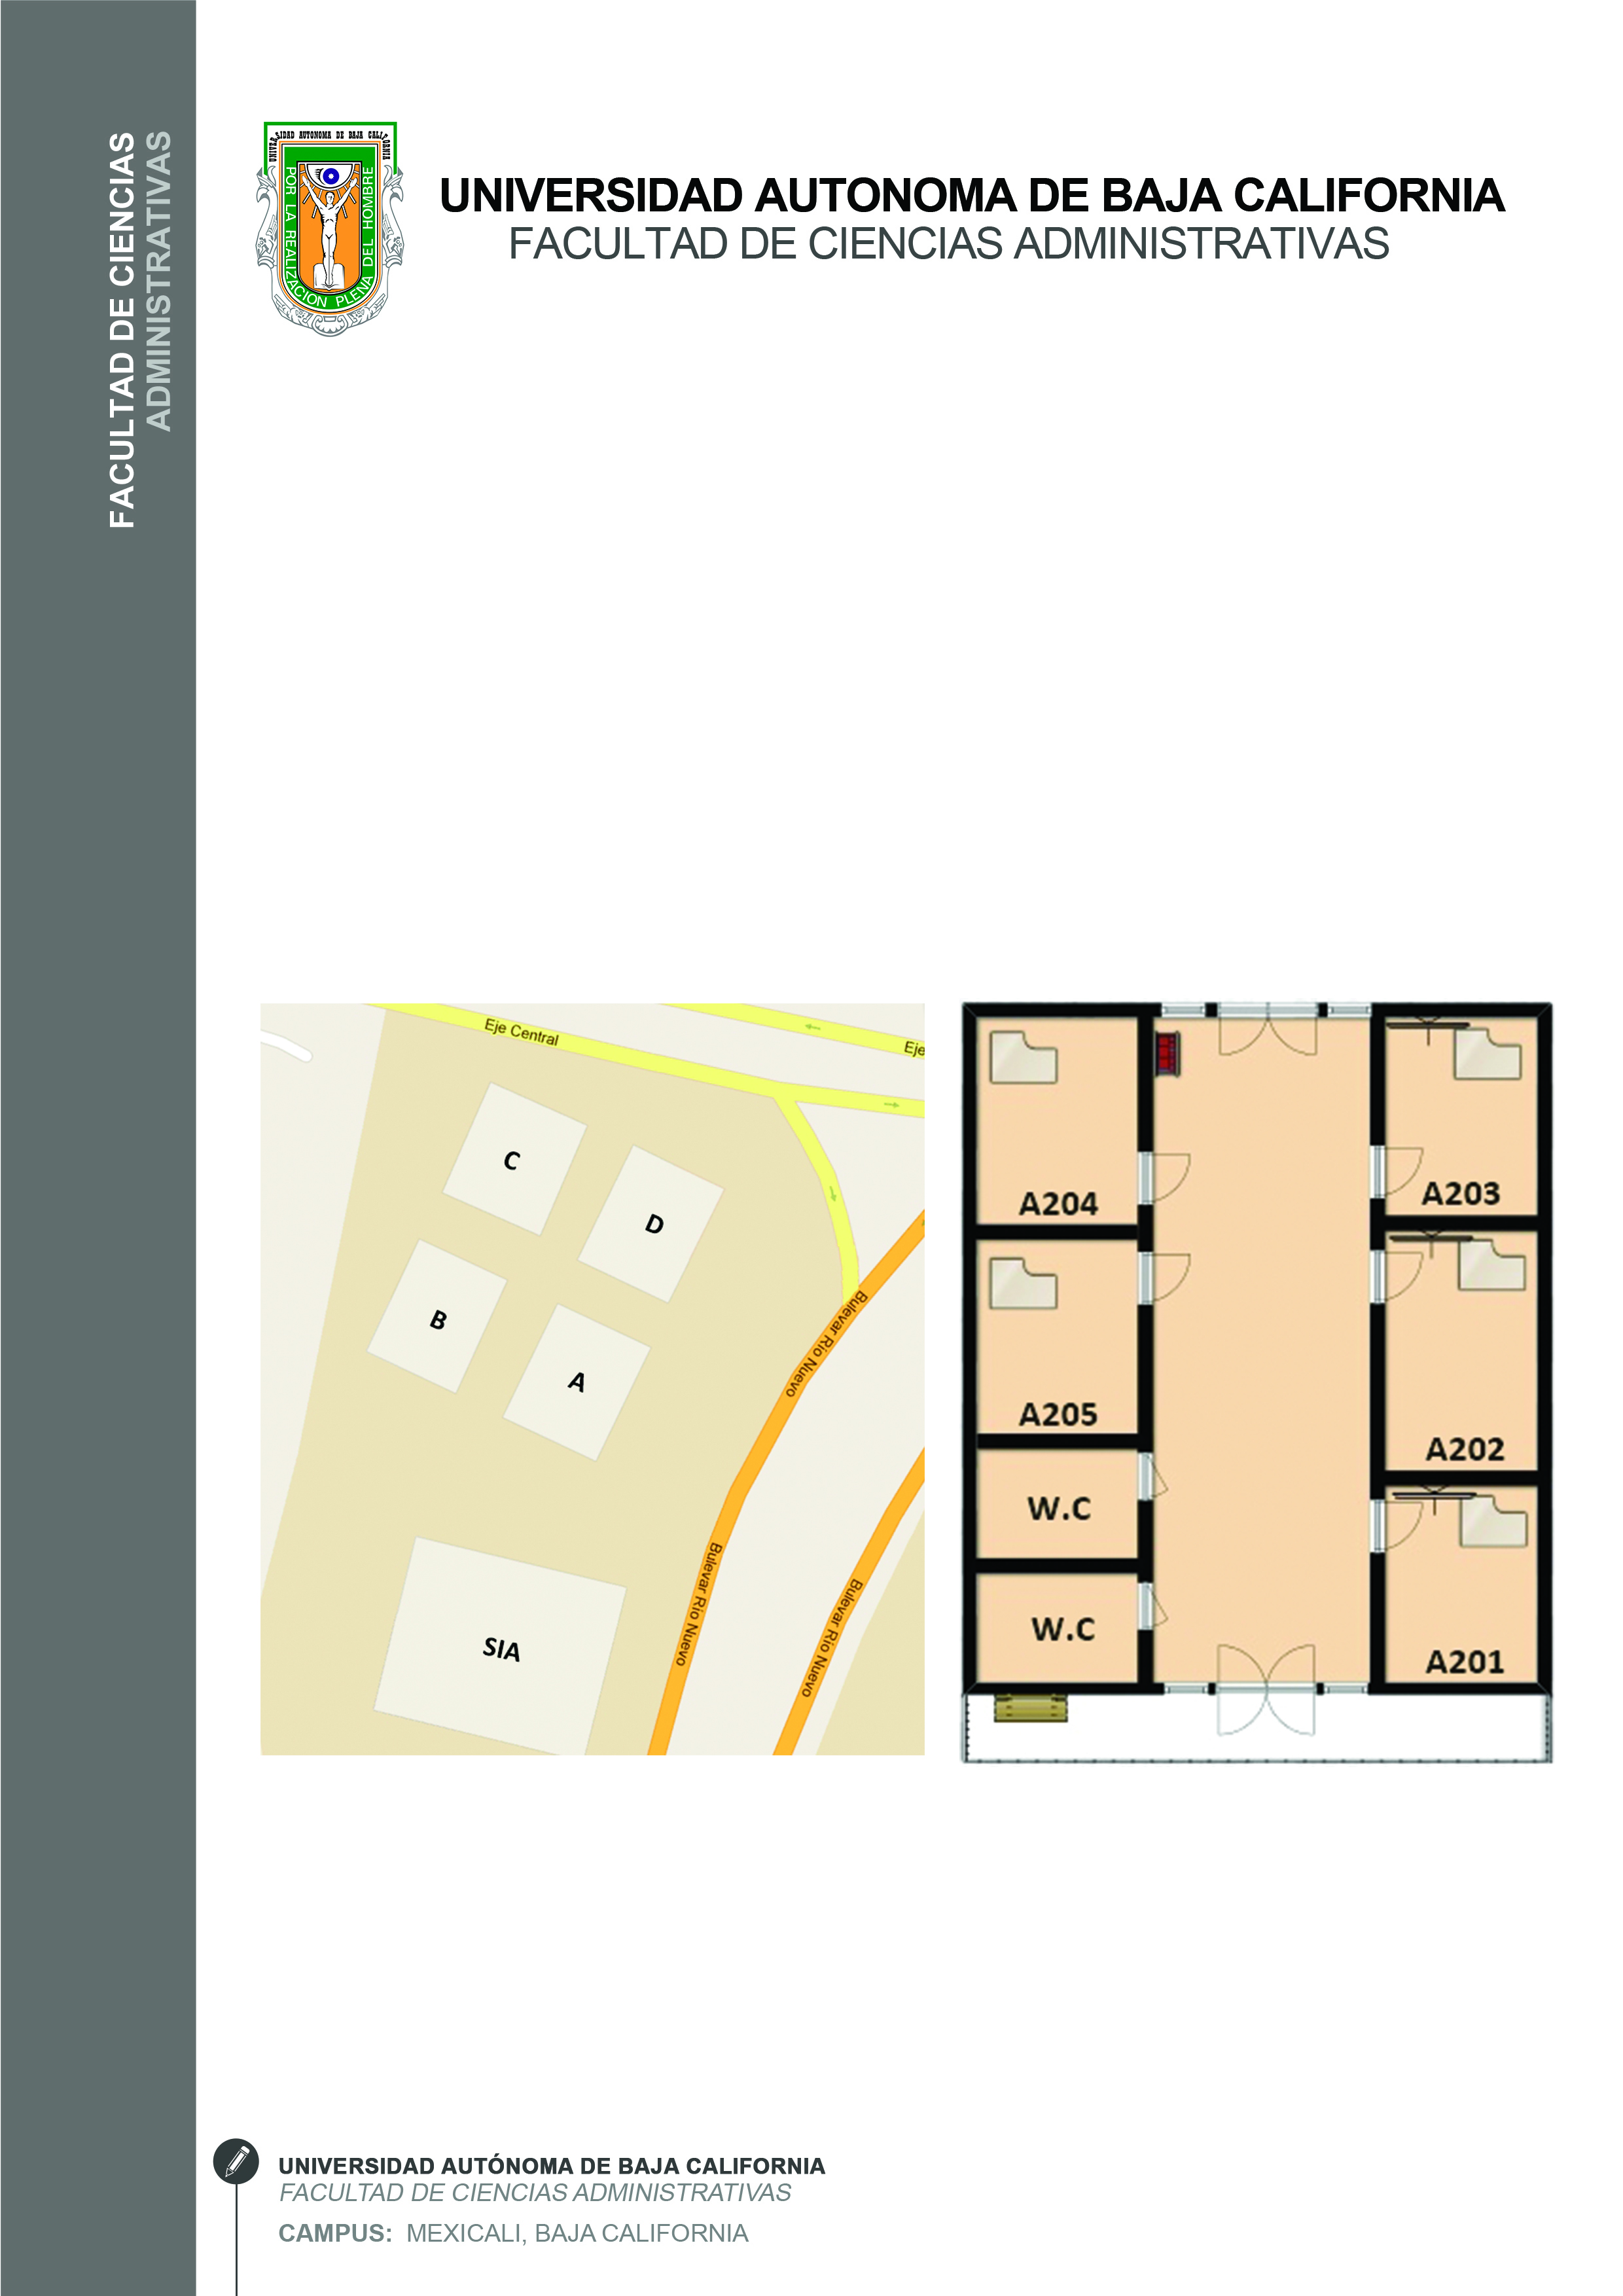 FACULTAD DE CIENCIAS
ADMINISTRATIVAS
UNIVERSIDAD AUTONOMA DE BAJA CALIFORNIA
POR LA REALIZACION PLENA DEL HOMBRE
UNIVERSIDAD AUTONOMA DE BAJA CALIFORNIA
FACULTAD DE CIENCIAS ADMINISTRATIVAS
Eje Central
Eje
C
D
B
A
SIA
Bulevar Río Nuevo
Bulevar Río Nuevo
Bulevar Río Nuevo
A204
A203
A205
A202
W.C
W.C
A201
UNIVERSIDAD AUTÓNOMA DE BAJA CALIFORNIA
FACULTAD DE CIENCIAS ADMINISTRATIVAS
CAMPUS: MEXICALI, BAJA CALIFORNIA